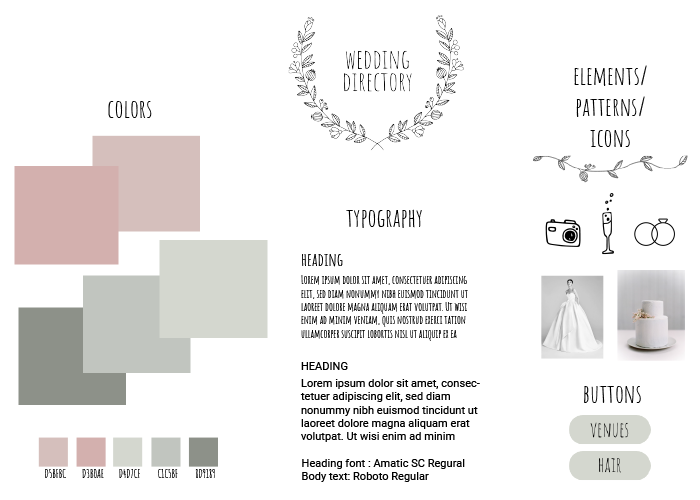 WEDDING
DIRECTORY
COLORS
D5BFBC
D3B0AE
D4D7CF
C1C5BF
8D9189
TYPOGRAPHY
HEADING
LOREM IPSUM DOLOR SIT AMET, CONSECTETUER ADIPISCING
ELIT, SED DIAM NONUMMY NIBH EUISMOD TINCIDUNT UT
LAOREET DOLORE MAGNA ALIQUAM ERAT VOLUTPAT. UT WISI
ENIM AD MINIM VENIAM, QUIS NOSTRUD EXERCI TATION
ULLAMCORPER SUSCIPIT LOBORTIS NISL UT ALIQUIP EX EA
HEADING
Lorem ipsum dolor sit amet, consec-
tetuer adipiscing elit, sed diam
nonummy nibh euismod tincidunt ut
laoreet dolore magna aliquam erat
volutpat. Ut wisi enim ad minim
Heading font : Amatic SC Regural
Body text: Roboto Regular
ELEMENTS/
PATTERNS/
ICONS
BUTTONS
VENUES
HAIR